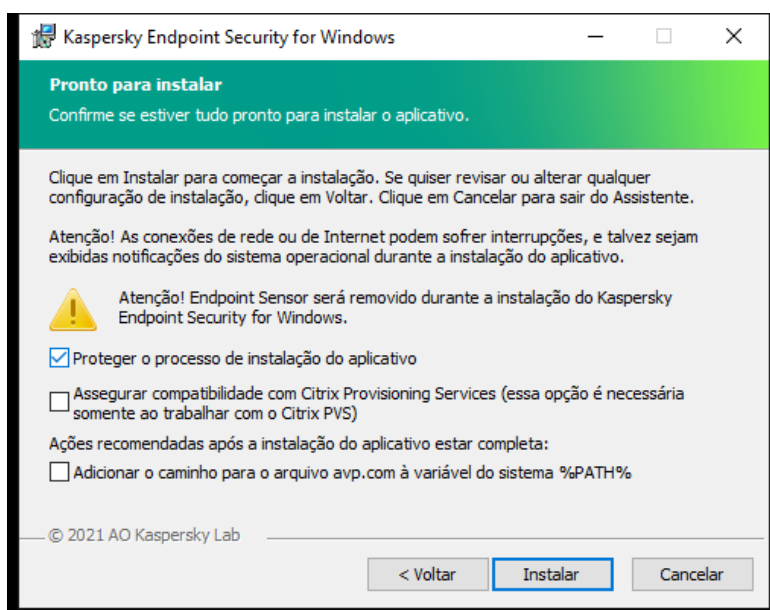 Kaspersky Endpoint Security for Windows
Pronto para instalar
Confirme se estiver tudo pronto para instalar o aplicativo.
Clique em Instalar para começar a instalação. Se quiser revisar ou alterar qualquer
configuração de instalação, clique em Voltar. Clique em Cancelar para sair do Assistente.
Atenção! As conexões de rede ou de Internet podem sofrer interrupções, e talvez sejam
exibidas notificações do sistema operacional durante a instalação do aplicativo.
Atenção! Endpoint Sensor será removido durante a instalação do Kaspersky
Endpoint Security for Windows.
Proteger o processo de instalação do aplicativo
Assegurar compatibilidade com Citrix Provisioning Services (essa opção é necessária
somente ao trabalhar com o Citrix PVS)
Ações recomendadas após a instalação do aplicativo estar completa:
Adicionar o caminho para o arquivo avp.com à variável do sistema %PATH%
© 2021 AO Kaspersky Lab
< Voltar Instalar Cancelar